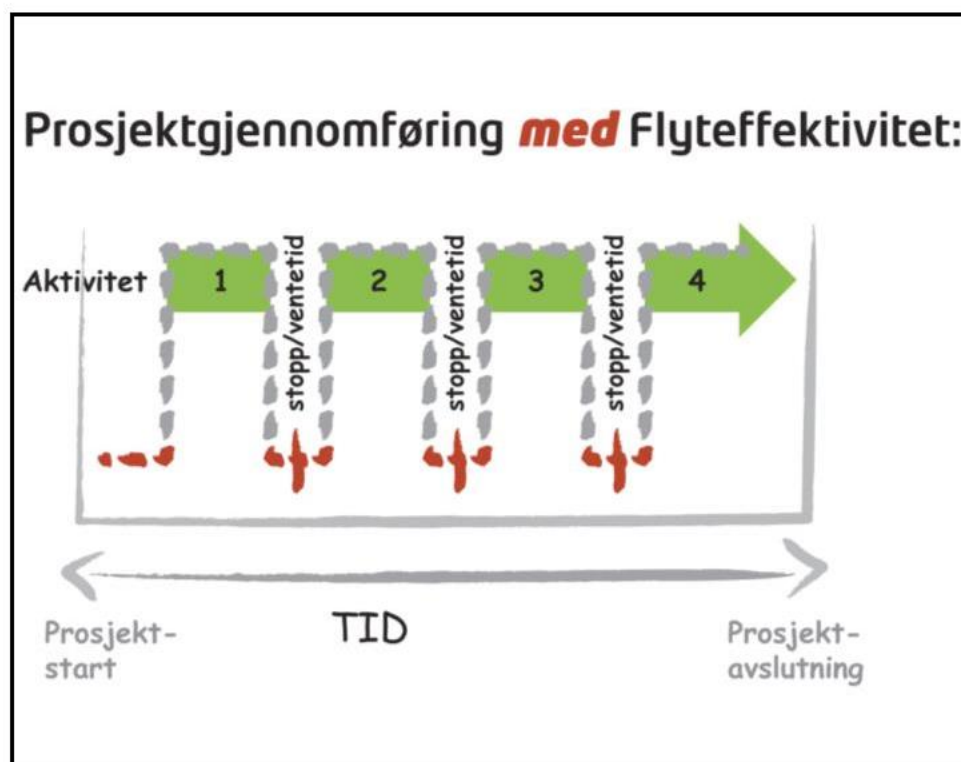 Prosjektgjennomføring med Flyteffektivitet:
Aktivitet
1
stopp/ventetid
2
stopp/ventetid
3
stopp/ventetid
4
Prosjekt-
start
TID
Prosjekt-
avslutning